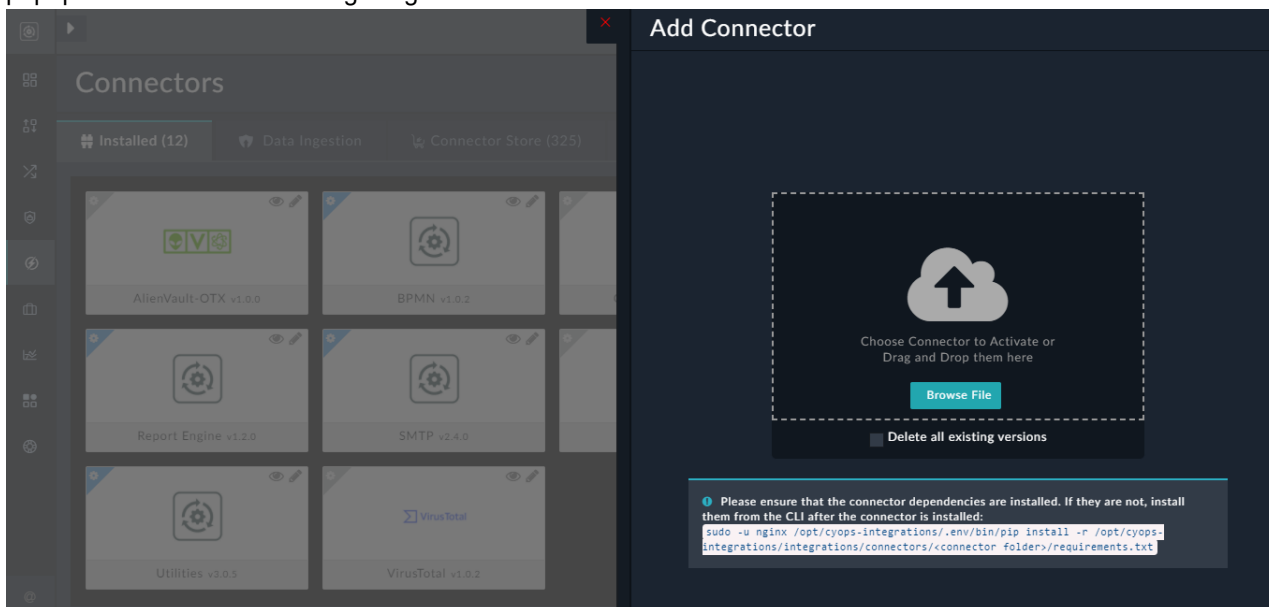 Add Connector
Connectors
Installed (12)
Data Ingestion
Connector Store (325)
AlienVault-OTX v1.0.0
BPMN v1.0.2
Report Engine v1.2.0
SMTP v2.4.0
VirusTotal
Utilities v3.0.5
VirusTotal v1.0.2
Choose Connector to Activate or
Drag and Drop them here
Browse File
Delete all existing versions
Please ensure that the connector dependencies are installed. If they are not, install
them from the CLI after the connector is installed:
sudo -u nginx /opt/cyops-integrations/.env/bin/pip install -r /opt/cyops-
integrations/integrations/connectors/<connector folder>/requirements.txt